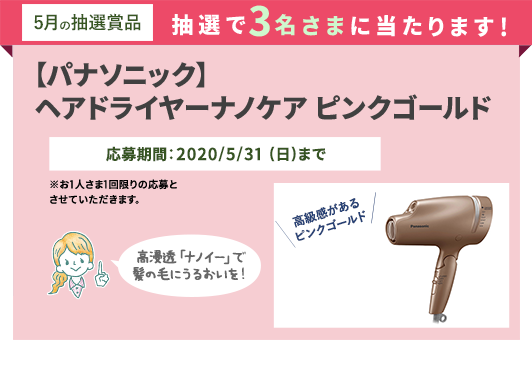 5月の抽選賞品
抽選で3名さまに当たります!
【パナソニック】
ヘアドライヤーナノケア ピンクゴールド
応募期間:2020/5/31(日)まで
※お1人さま1回限りの応募と
させていただきます。
高級感がある
ピンクゴールド
Panasonic
高浸透「ナノイー」で
髪の毛にうるおいを!